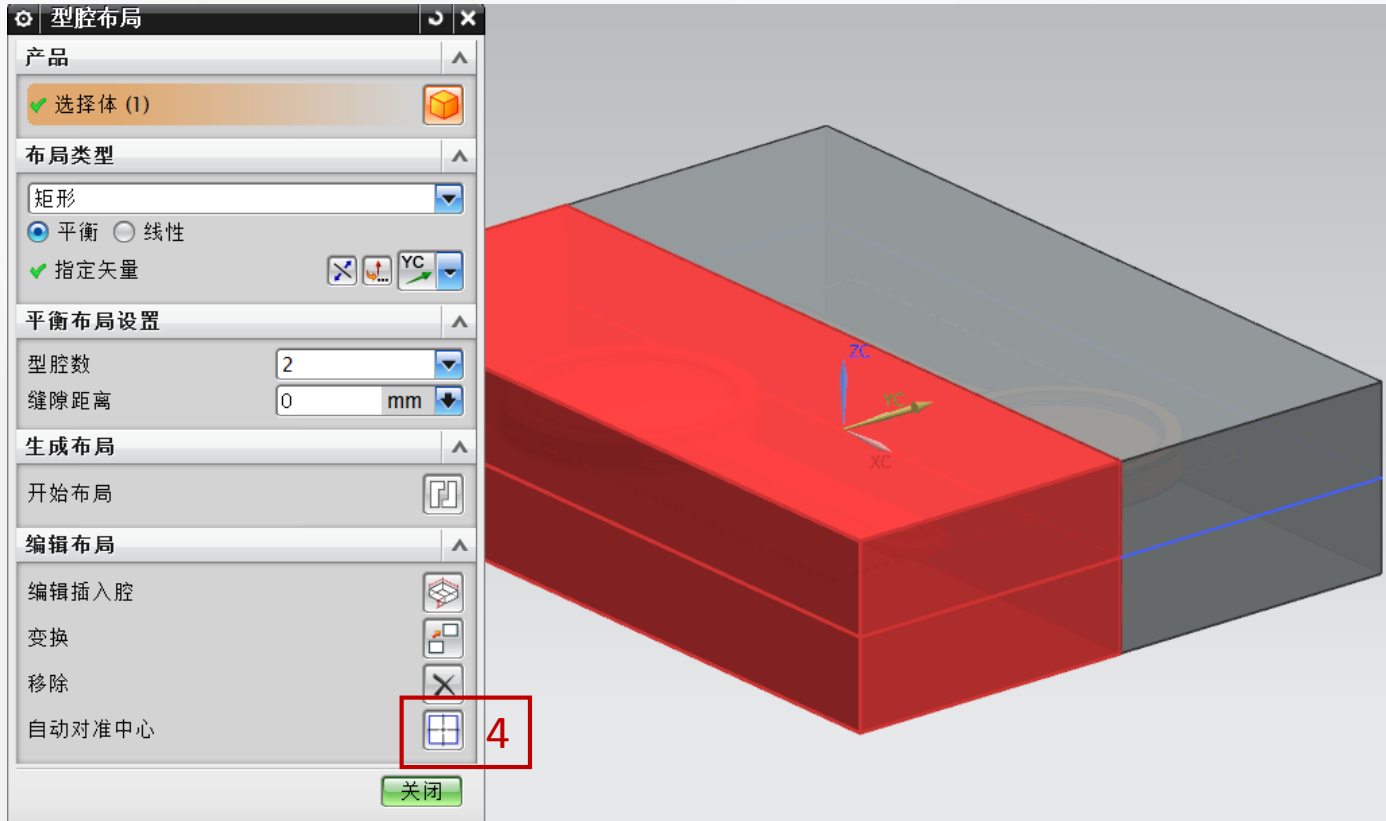 型腔布局
产品
选择体 (1)
布局类型
矩形
平衡 线性
指定矢量 YC
平衡布局设置
型腔数 2
缝隙距离 0 mm
生成布局
开始布局
编辑布局
编辑插入腔
变换
移除
自动对准中心 4
关闭
ZC
YC
XC